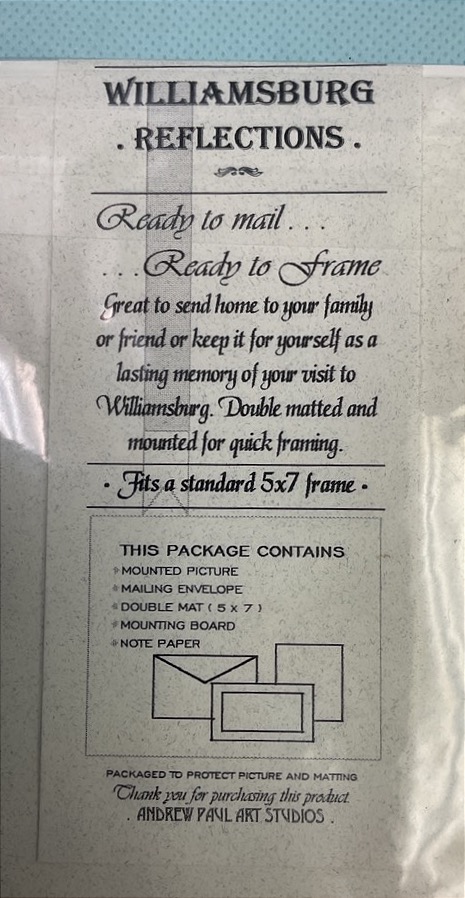 WILLIAMSBURG
. REFLECTIONS .
Ready to mail . . .
. . . Ready to Frame
Great to send home to your family
or friend or keep it for yourself as a
lasting memory of your visit to
Williamsburg. Double matted and
mounted for quick framing.
· Fits a standard 5x7 frame ·
THIS PACKAGE CONTAINS
MOUNTED PICTURE
MAILING ENVELOPE
DOUBLE MAT ( 5 x 7 )
MOUNTING BOARD
NOTE PAPER
PACKAGED TO PROTECT PICTURE AND MATTING
Thank you for purchasing this product
. ANDREW PAUL ART STUDIOS .